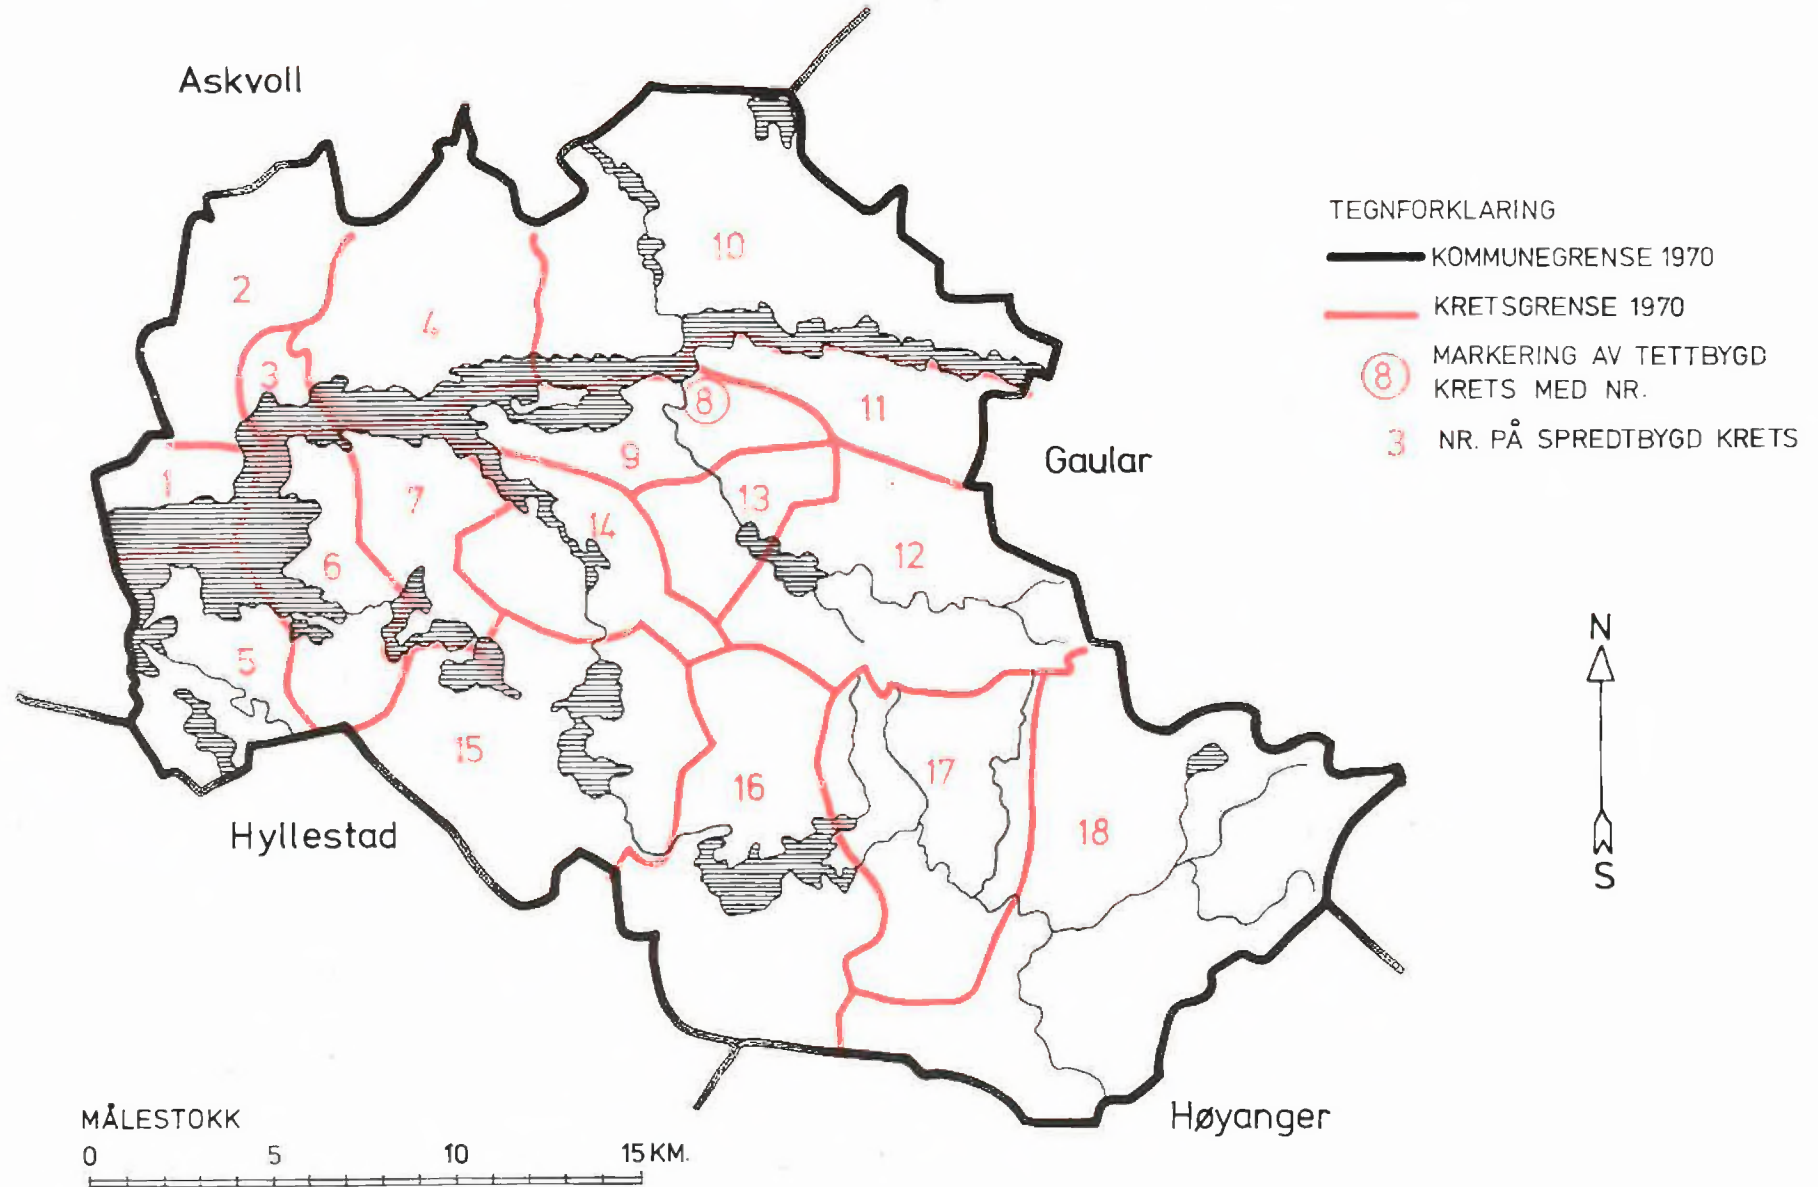 Askvoll
TEGNFORKLARING
KOMMUNEGRENSE 1970
KRETSGRENSE 1970
8 MARKERING AV TETTBYGD
KRETS MED NR.
3 NR. PÅ SPREDTBYGD KRETS
10
2
4
3
8
11
Gaular
9
1
7
13
14
12
6
5
15
16
17
18
Hyllestad
N
S
Høyanger
MÅLESTOKK
0 5 10 15 KM.